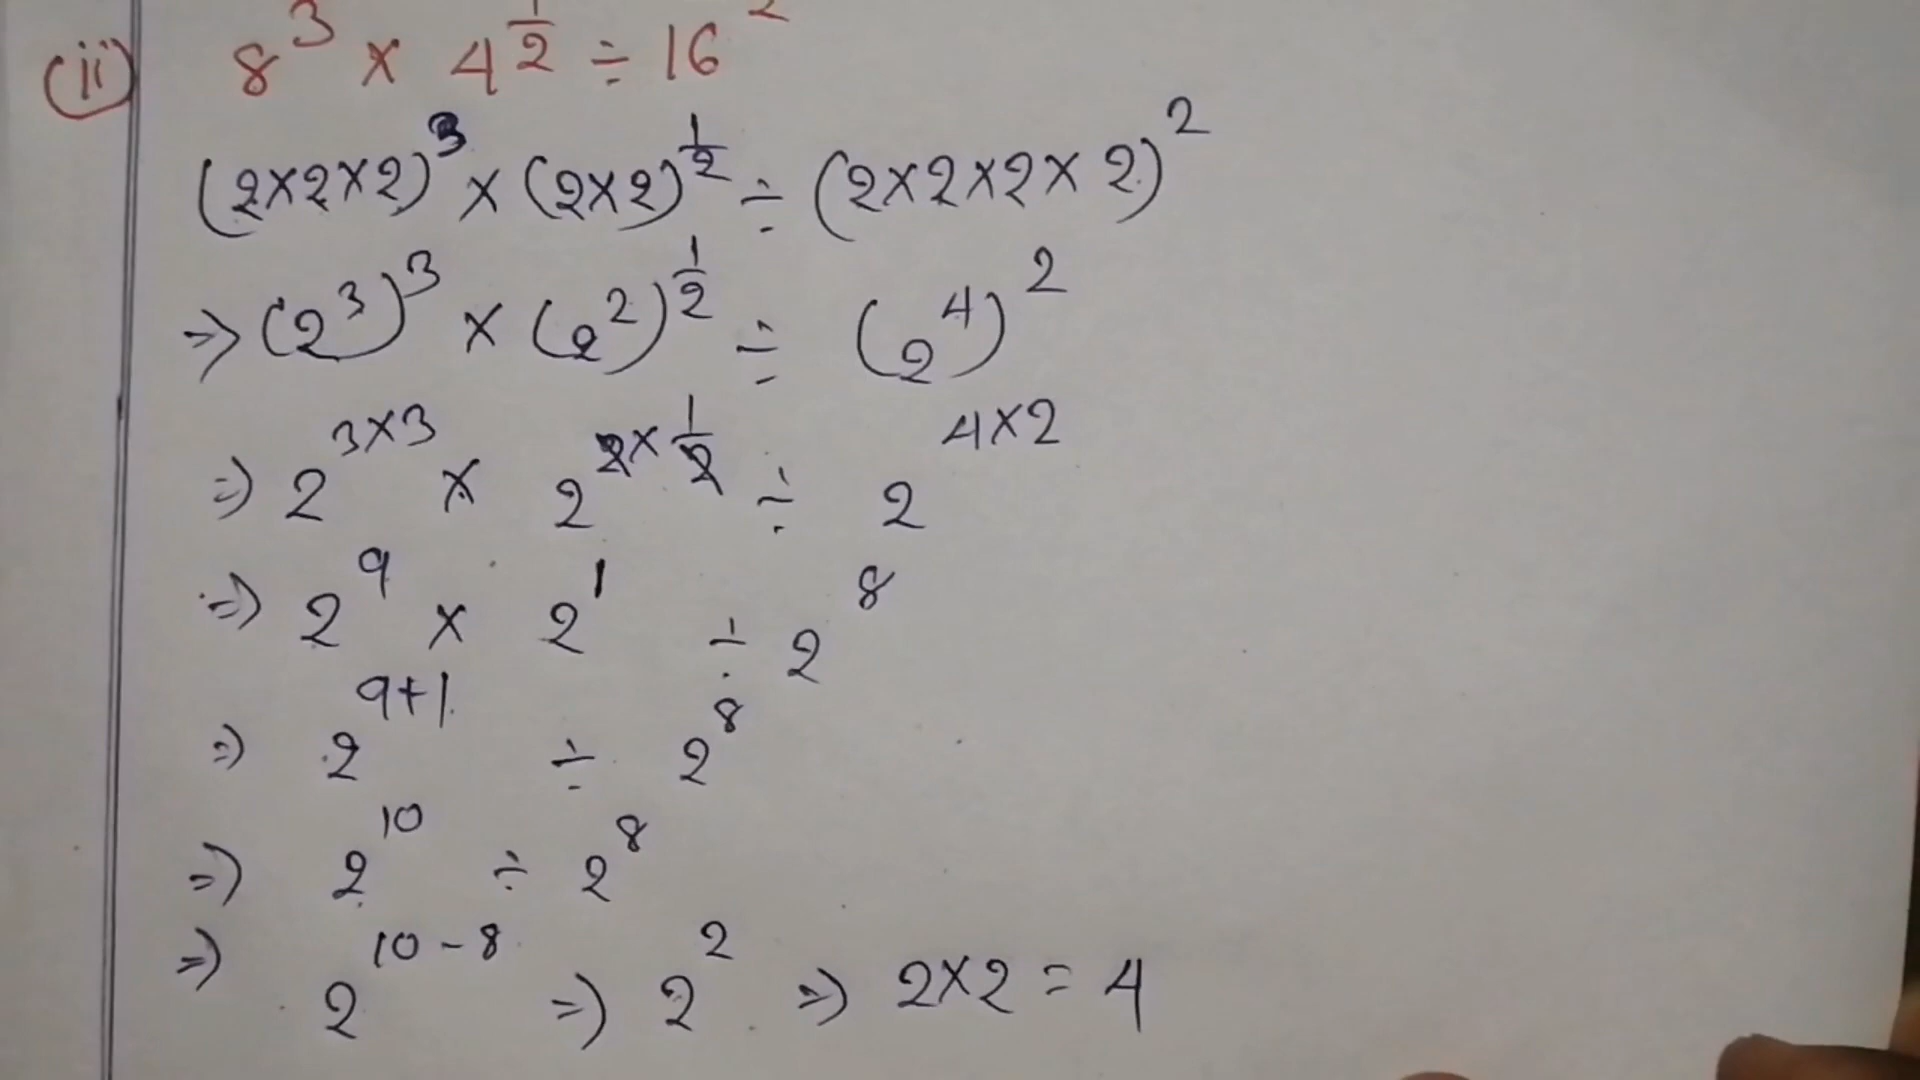 (ii) 8^3 × 4^{1/2} ÷ 16^2
(2×2×2)^3 × (2×2)^{1/2} ÷ (2×2×2×2)^2
⇒ (2^3)^3 × (2^2)^{1/2} ÷ (2^4)^2
⇒ 2^{3×3} × 2^{2×1/2} ÷ 2^{4×2}
⇒ 2^9 × 2^1 ÷ 2^8
⇒ 2^{9+1} ÷ 2^8
⇒ 2^{10} ÷ 2^8
⇒ 2^{10-8} ⇒ 2^2 ⇒ 2×2 = 4